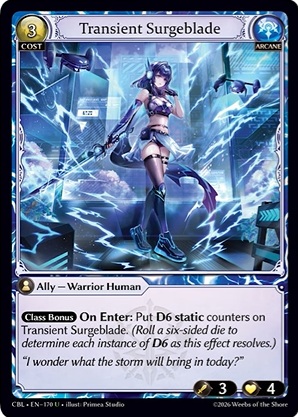 3
COST
Transient Surgeblade
ARCANE
Ally — Warrior Human
Class Bonus On Enter: Put D6 static counters on
Transient Surgeblade. (Roll a six-sided die to
determine each instance of D6 as this effect resolves.)
“I wonder what the storm will bring in today?”
3
4
CBL • EN - 170 U • illust: Primea Studio
©2026 Weebs of the Shore